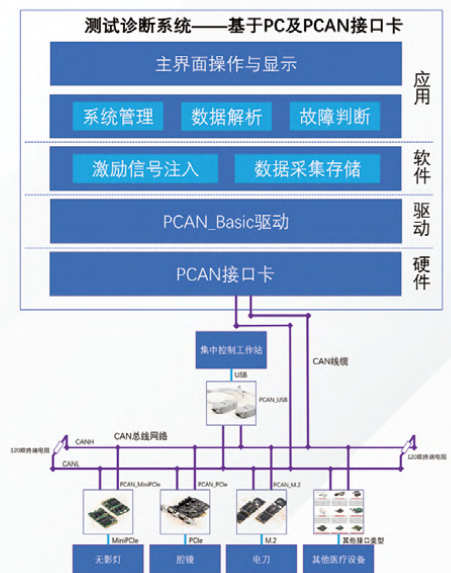 测试诊断系统——基于PC及PCAN接口卡
主界面操作与显示
应用
系统管理
数据解析
故障判断
激励信号注入
数据采集存储
软件
PCAN_Basic驱动
驱动
PCAN接口卡
硬件
集中控制工作站
CAN线缆
USB
PCAN_USB
CAN总线网络
120欧终端电阻
CANH
120欧终端电阻
CANL
PCAN_MiniPCIe
PCAN_PCIe
PCAN_M.2
MiniPCIe
PCIe
M.2
其他接口类型
无影灯
腔镜
电刀
其他医疗设备